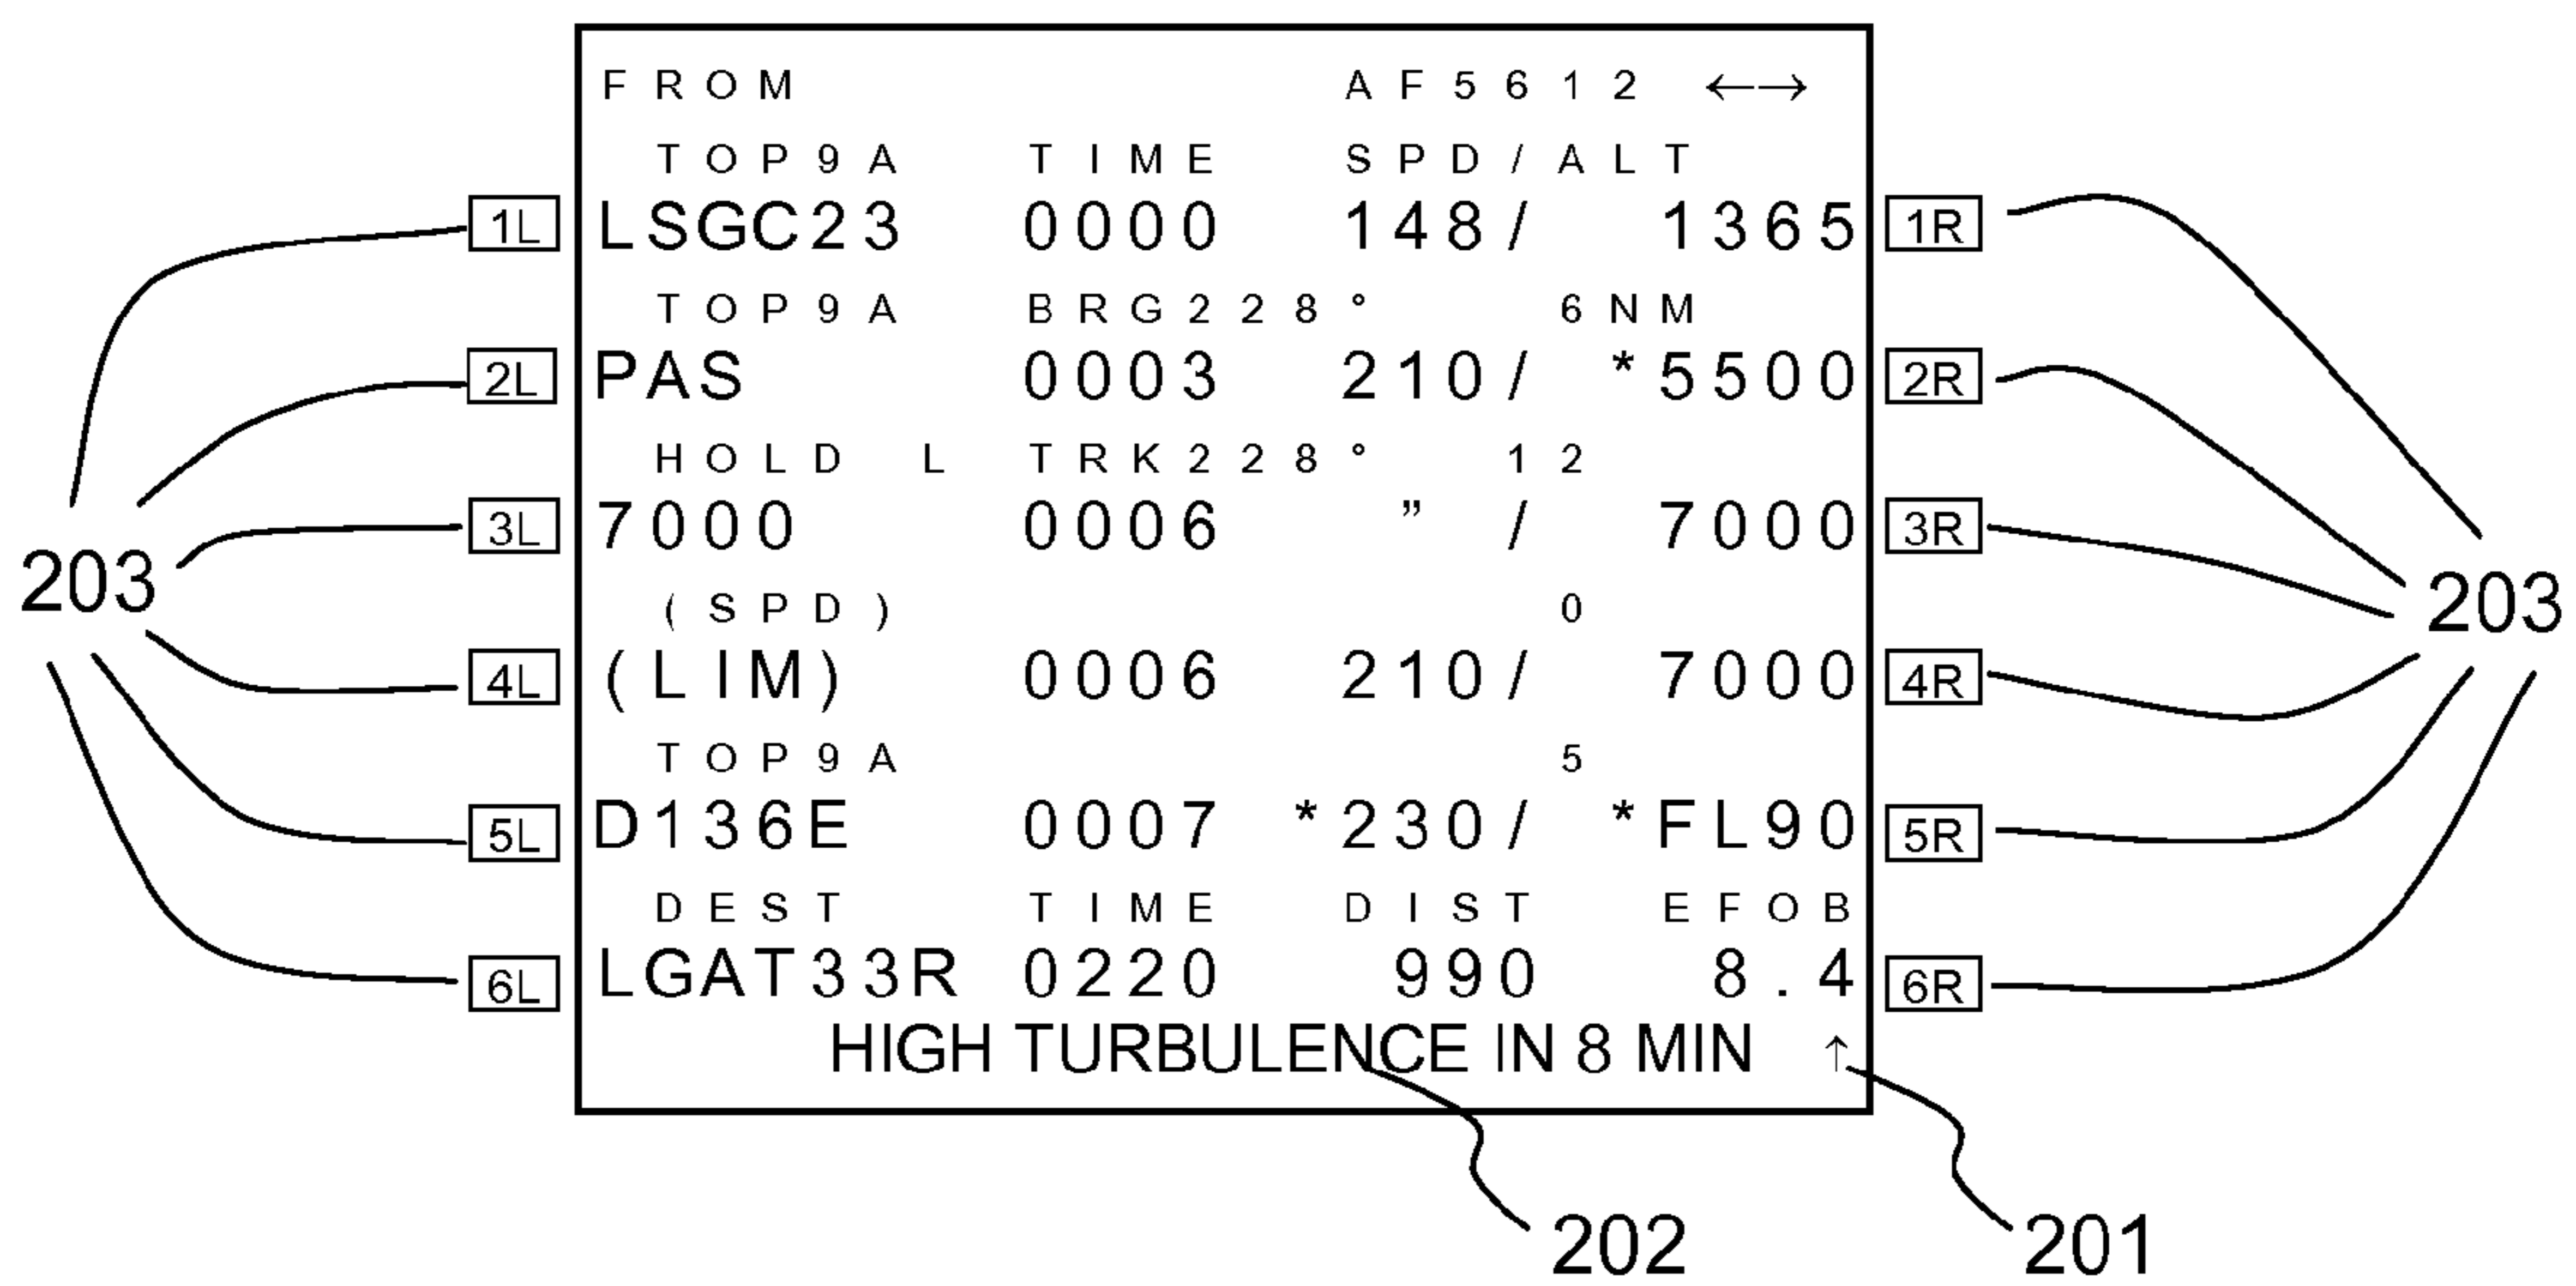 FROM AF5612 ←→
TOP9A TIME SPD/ALT
1L LSGC23 0000 148/ 1365 1R
TOP9A BRG228° 6NM
2L PAS 0003 210/ *5500 2R
HOLD L TRK228° 12
3L 7000 0006 ” / 7000 3R
203 203
(SPD) 0
4L (LIM) 0006 210/ 7000 4R
TOP9A 5
5L D136E 0007 *230/ *FL90 5R
DEST TIME DIST EFOB
6L LGAT33R 0220 990 8.4 6R
HIGH TURBULENCE IN 8 MIN ↑
202 201